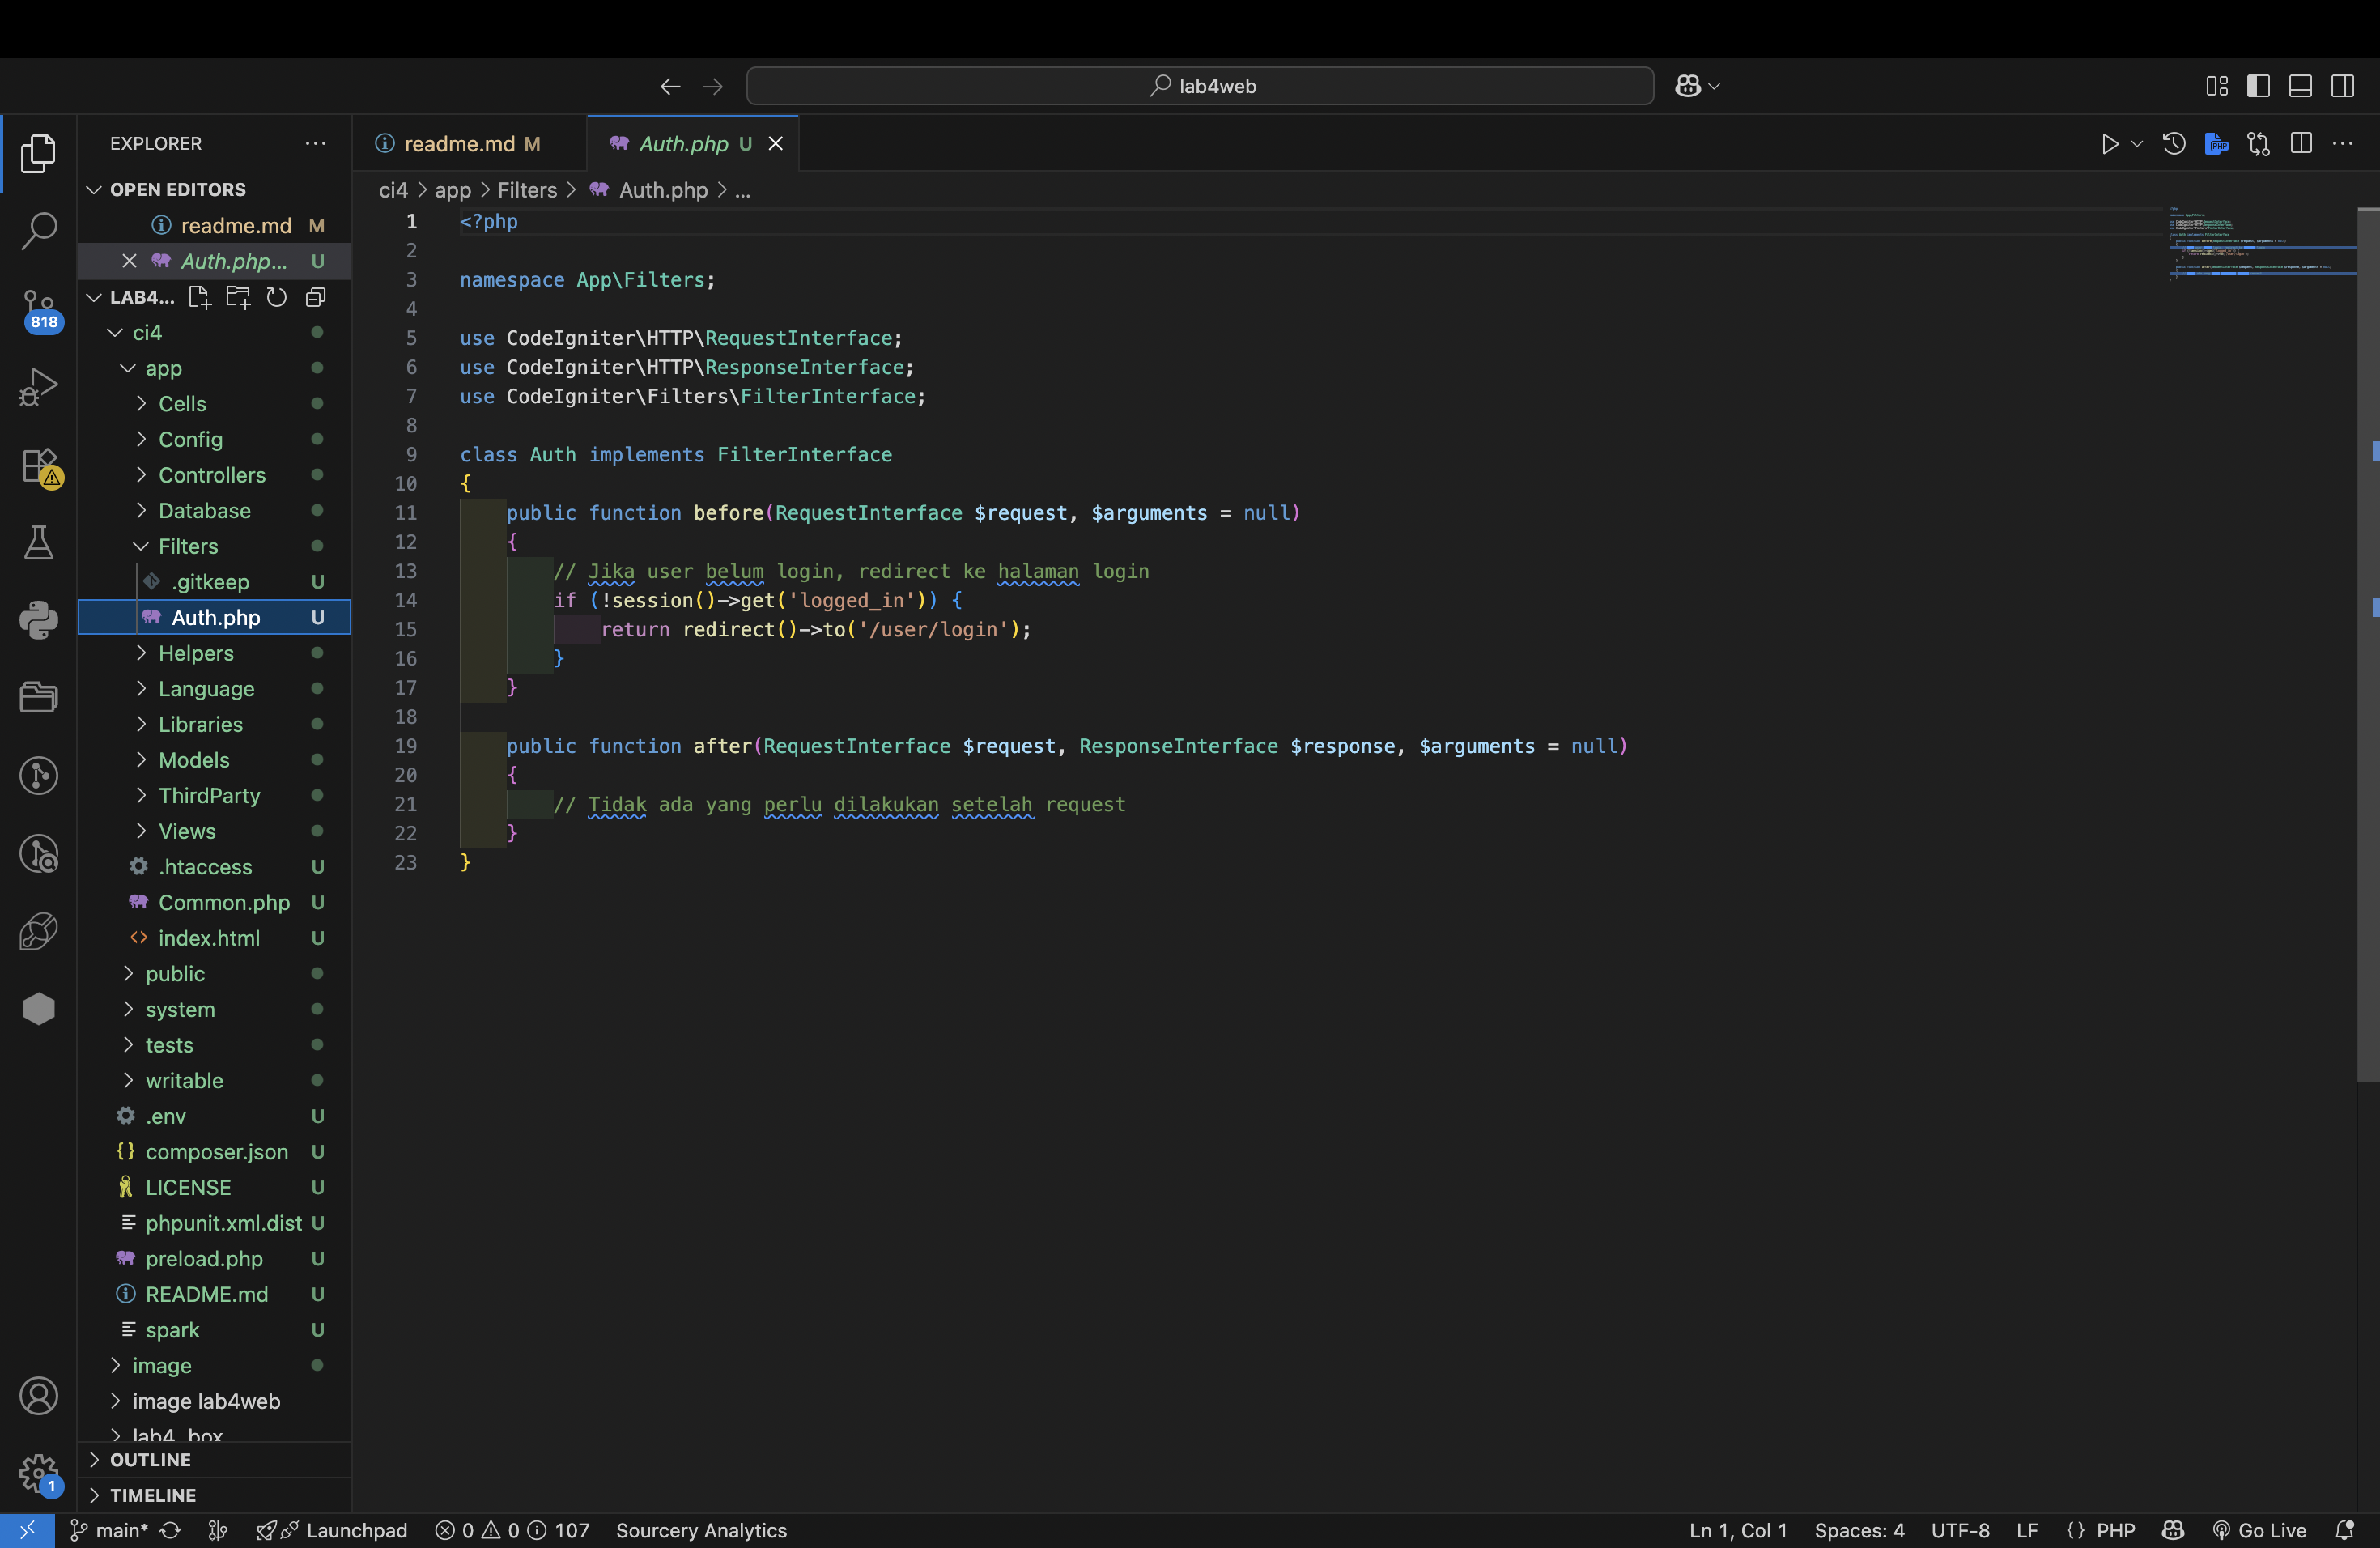 lab4web
EXPLORER
readme.md M
Auth.php U
OPEN EDITORS
readme.md M
Auth.php... U
LAB4...
ci4
app
Cells
Config
Controllers
Database
Filters
.gitkeep U
Auth.php U
Helpers
Language
Libraries
Models
ThirdParty
Views
.htaccess U
Common.php U
index.html U
public
system
tests
writable
.env U
composer.json U
LICENSE U
phpunit.xml.dist U
preload.php U
README.md U
spark U
image
image lab4web
lab4_box
OUTLINE
TIMELINE
818
1
ci4 > app > Filters > Auth.php > ...
1 <?php
2
3 namespace App\Filters;
4
5 use CodeIgniter\HTTP\RequestInterface;
6 use CodeIgniter\HTTP\ResponseInterface;
7 use CodeIgniter\Filters\FilterInterface;
8
9 class Auth implements FilterInterface
10 {
11 public function before(RequestInterface $request, $arguments = null)
12 {
13 // Jika user belum login, redirect ke halaman login
14 if (!session()->get('logged_in')) {
15 return redirect()->to('/user/login');
16 }
17 }
18
19 public function after(RequestInterface $request, ResponseInterface $response, $arguments = null)
20 {
21 // Tidak ada yang perlu dilakukan setelah request
22 }
23 }
main* Launchpad 0 0 107 Sourcery Analytics
Ln 1, Col 1 Spaces: 4 UTF-8 LF {} PHP Go Live